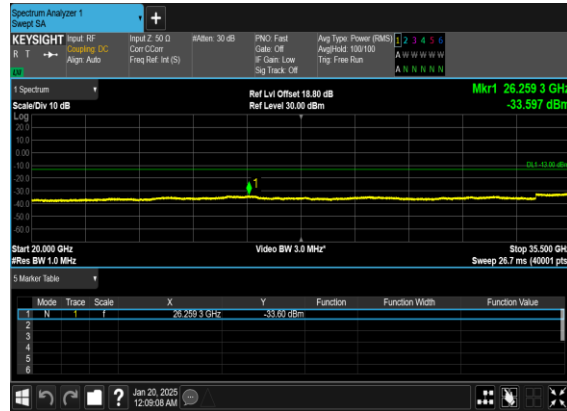 Spectrum Analyzer 1
Swept SA
+
KEYSIGHT Input: RF Input Z: 50 Ω #Atten: 30 dB PNO: Fast Avg Type: Power (RMS) 1 2 3 4 5 6
R T Coupling: DC Corr CCorr Gate: Off Avg|Hold: 100/100 A W W W W W
Align: Auto Freq Ref: Int (S) IF Gain: Low Trig: Free Run
Sig Track: Off A N N N N N
1 Spectrum Ref Lvl Offset 18.80 dB Mkr1 26.259 3 GHz
Scale/Div 10 dB Ref Level 30.00 dBm -33.597 dBm
Log
20.0
10.0
0.00
-10.0 DL1 -13.00 dBm
-20.0
-30.0 1
-40.0
-50.0
-60.0
Start 20.000 GHz Video BW 3.0 MHz* Stop 35.500 GHz
#Res BW 1.0 MHz Sweep 26.7 ms (40001 pts)
5 Marker Table
Mode Trace Scale X Y Function Function Width Function Value
1 N 1 f 26.259 3 GHz -33.60 dBm
2
3
4
5
6
? Jan 20, 2025
12:09:08 AM